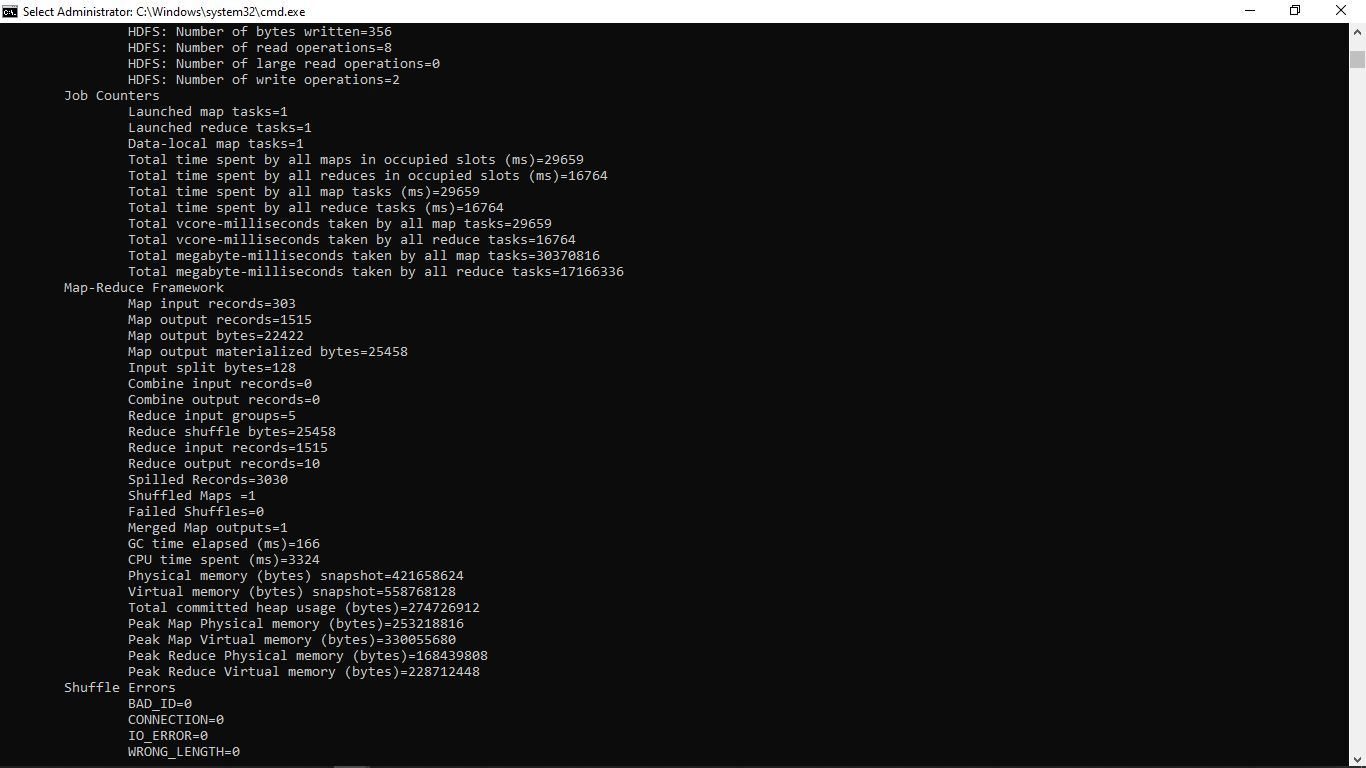 Select Administrator: C:\Windows\system32\cmd.exe
HDFS: Number of bytes written=356
HDFS: Number of read operations=8
HDFS: Number of large read operations=0
HDFS: Number of write operations=2
Job Counters
Launched map tasks=1
Launched reduce tasks=1
Data-local map tasks=1
Total time spent by all maps in occupied slots (ms)=29659
Total time spent by all reduces in occupied slots (ms)=16764
Total time spent by all map tasks (ms)=29659
Total time spent by all reduce tasks (ms)=16764
Total vcore-milliseconds taken by all map tasks=29659
Total vcore-milliseconds taken by all reduce tasks=16764
Total megabyte-milliseconds taken by all map tasks=30370816
Total megabyte-milliseconds taken by all reduce tasks=17166336
Map-Reduce Framework
Map input records=303
Map output records=1515
Map output bytes=22422
Map output materialized bytes=25458
Input split bytes=128
Combine input records=0
Combine output records=0
Reduce input groups=5
Reduce shuffle bytes=25458
Reduce input records=1515
Reduce output records=10
Spilled Records=3030
Shuffled Maps =1
Failed Shuffles=0
Merged Map outputs=1
GC time elapsed (ms)=166
CPU time spent (ms)=3324
Physical memory (bytes) snapshot=421658624
Virtual memory (bytes) snapshot=558768128
Total committed heap usage (bytes)=274726912
Peak Map Physical memory (bytes)=253218816
Peak Map Virtual memory (bytes)=330055680
Peak Reduce Physical memory (bytes)=168439808
Peak Reduce Virtual memory (bytes)=228712448
Shuffle Errors
BAD_ID=0
CONNECTION=0
IO_ERROR=0
WRONG_LENGTH=0